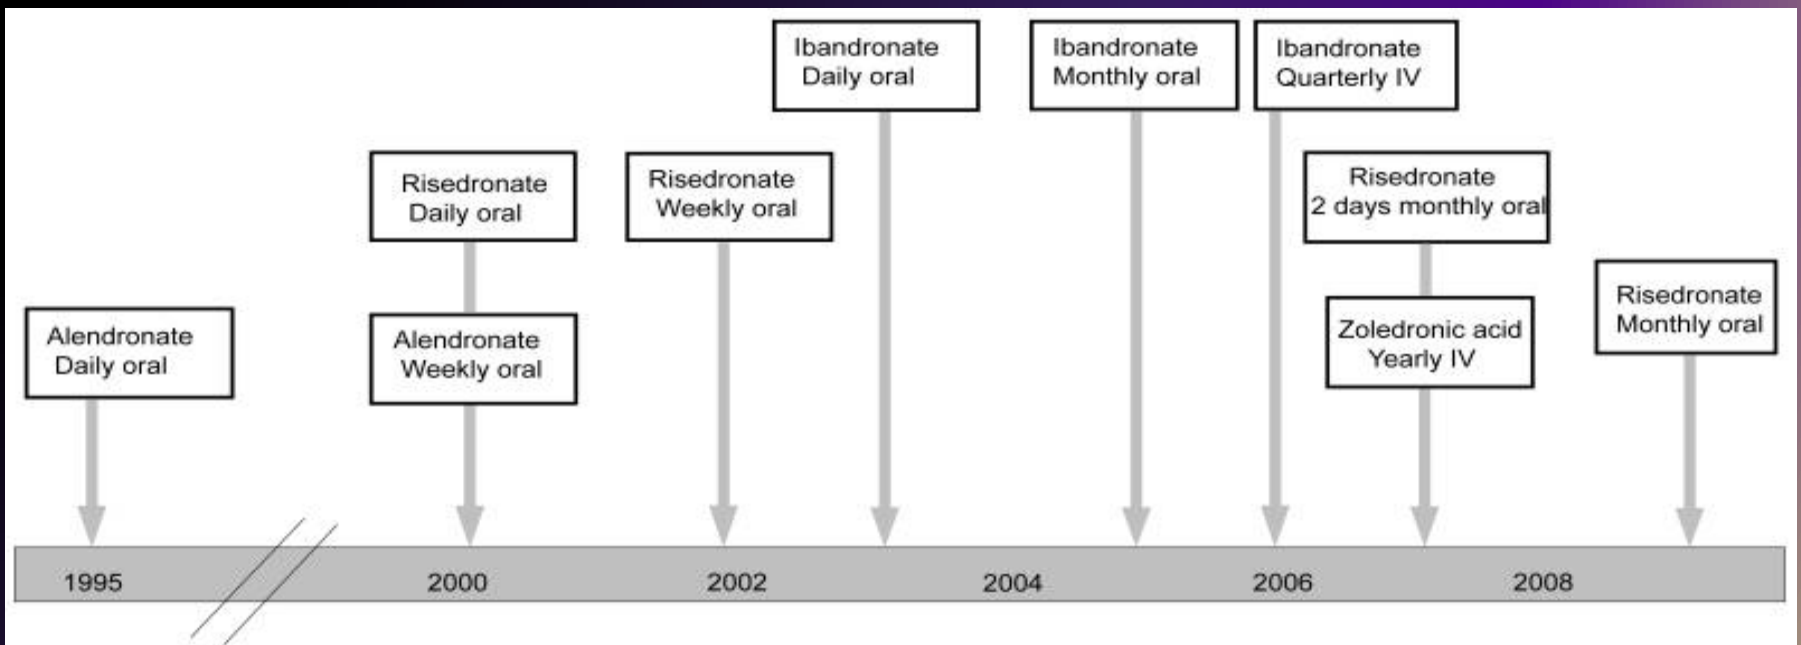 Ibandronate
Daily oral
Ibandronate
Monthly oral
Ibandronate
Quarterly IV
Risedronate
Daily oral
Risedronate
Weekly oral
Risedronate
2 days monthly oral
Alendronate
Daily oral
Alendronate
Weekly oral
Zoledronic acid
Yearly IV
Risedronate
Monthly oral
1995
2000
2002
2004
2006
2008